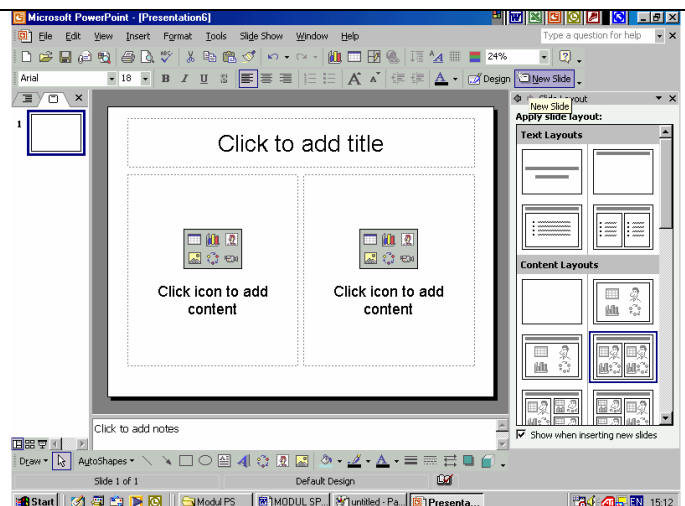 Microsoft PowerPoint - [Presentation6]
File Edit View Insert Format Tools Slide Show Window Help
Type a question for help
24%
Arial 18 B I U S A A A Design New Slide
New Slide
Apply slide layout:
Text Layouts
1
Click to add title
Click icon to add
content
Click icon to add
content
Content Layouts
Click to add notes
Show when inserting new slides
Draw AutoShapes
Slide 1 of 1 Default Design
Start Modul PS MODUL SP... untitled - Pa... Presenta... EN 15:12